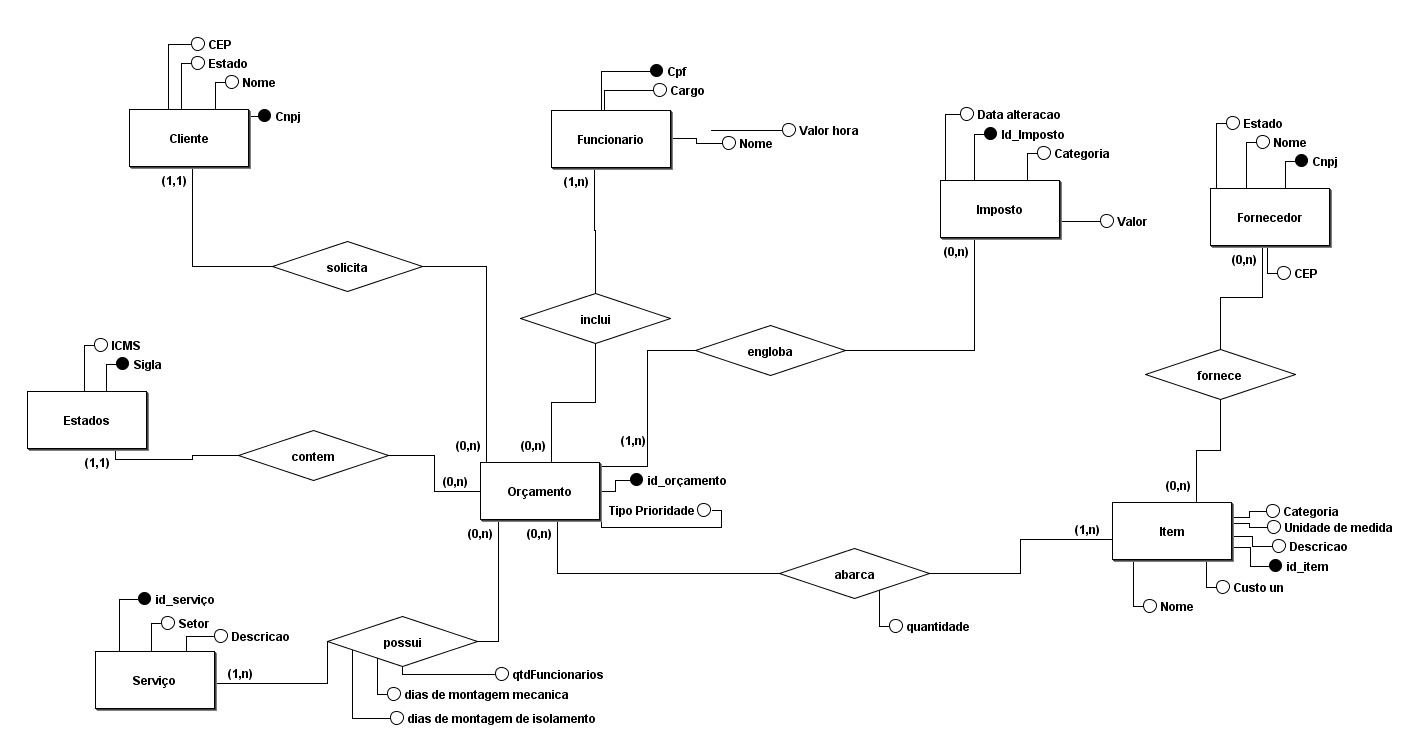 CEP
Estado
Nome
Cnpj
Cliente
(1,1)
Cpf
Cargo
Valor hora
Nome
Funcionario
(1,n)
Data alteracao
Id_Imposto
Categoria
Imposto
Valor
(0,n)
Estado
Nome
Cnpj
Fornecedor
(0,n)
CEP
solicita
inclui
engloba
fornece
ICMS
Sigla
Estados
(1,1)
contem
(0,n)
(0,n)
(0,n)
(1,n)
Orçamento
id_orçamento
Tipo Prioridade
(0,n)
(0,n)
(0,n)
(1,n)
Item
Categoria
Unidade de medida
Descricao
id_item
Custo un
Nome
abarca
quantidade
id_serviço
Setor
Descricao
Serviço
(1,n)
possui
qtdFuncionarios
dias de montagem mecanica
dias de montagem de isolamento